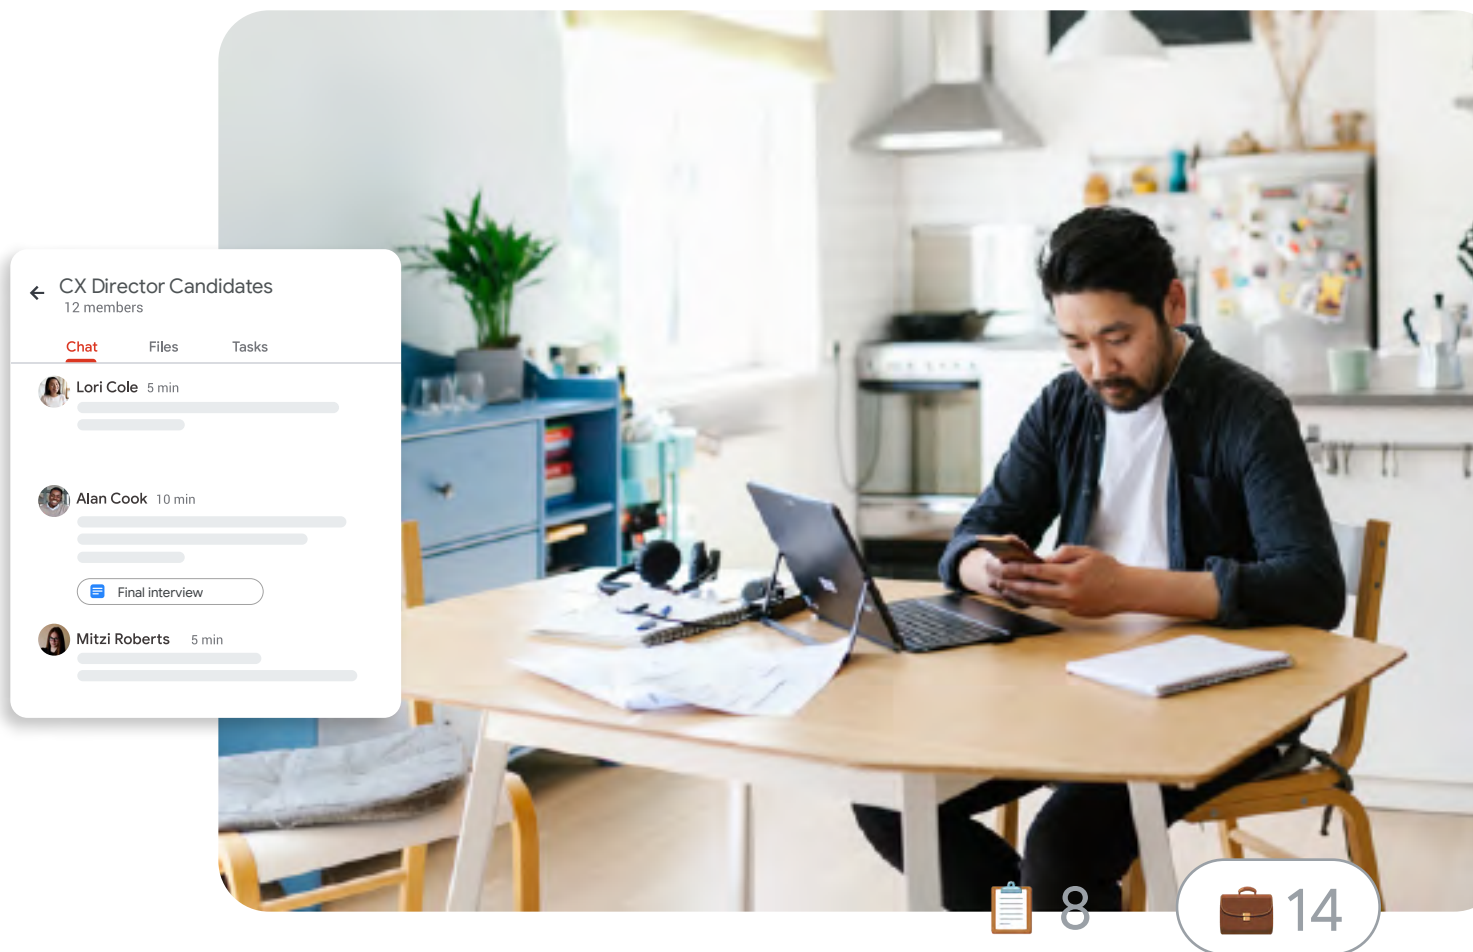 CX Director Candidates
12 members
Chat Files Tasks
Lori Cole 5 min
Alan Cook 10 min
Final interview
Mitzi Roberts 5 min
8
14